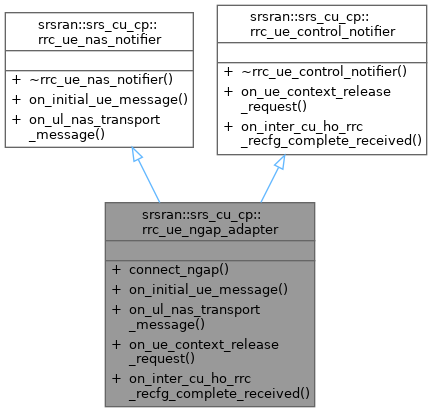 srsran::srs_cu_cp::
rrc_ue_nas_notifier
+ ~rrc_ue_nas_notifier()
+ on_initial_ue_message()
+ on_ul_nas_transport
_message()
srsran::srs_cu_cp::
rrc_ue_control_notifier
+ ~rrc_ue_control_notifier()
+ on_ue_context_release
_request()
+ on_inter_cu_ho_rrc
_recfg_complete_received()
srsran::srs_cu_cp::
rrc_ue_ngap_adapter
+ connect_ngap()
+ on_initial_ue_message()
+ on_ul_nas_transport
_message()
+ on_ue_context_release
_request()
+ on_inter_cu_ho_rrc
_recfg_complete_received()